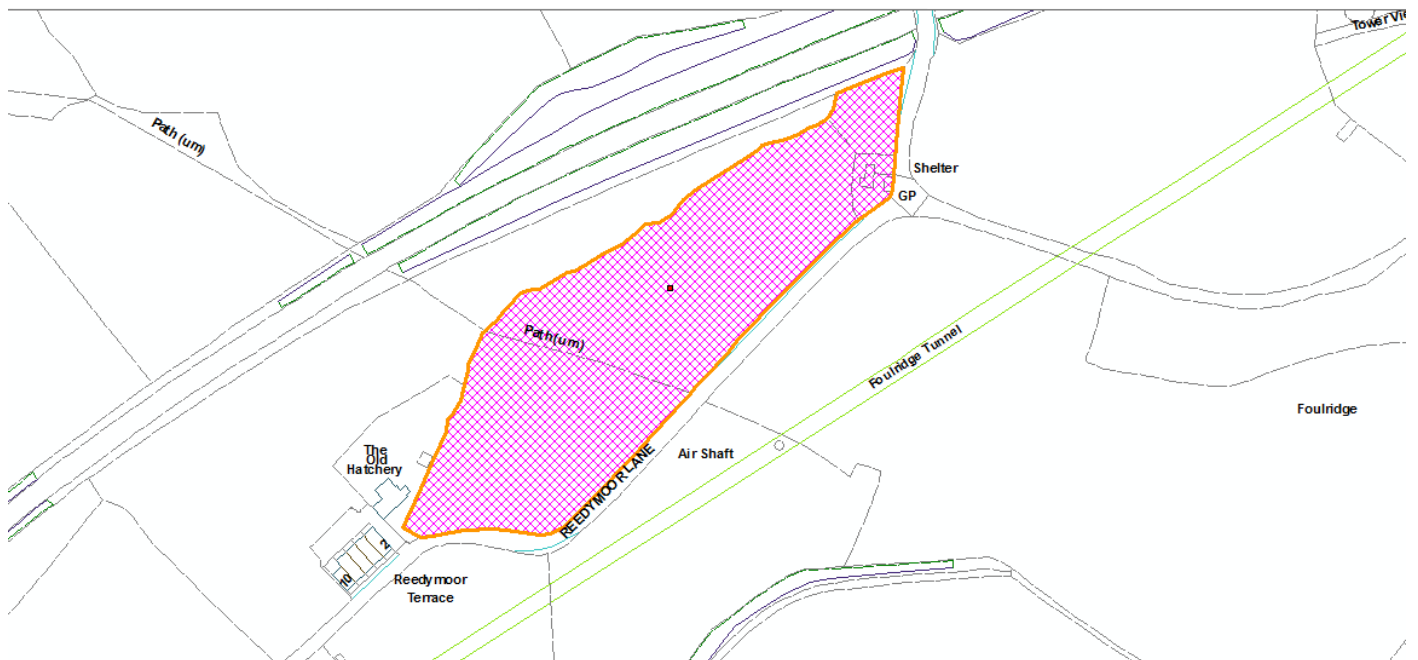 Tower Vie
Path (um)
Shelter
GP
Path (um)
Foulridge Tunnel
Foulridge
The
Old
Hatchery
Air Shaft
REEDYMOOR LANE
2
10
Reedymoor
Terrace